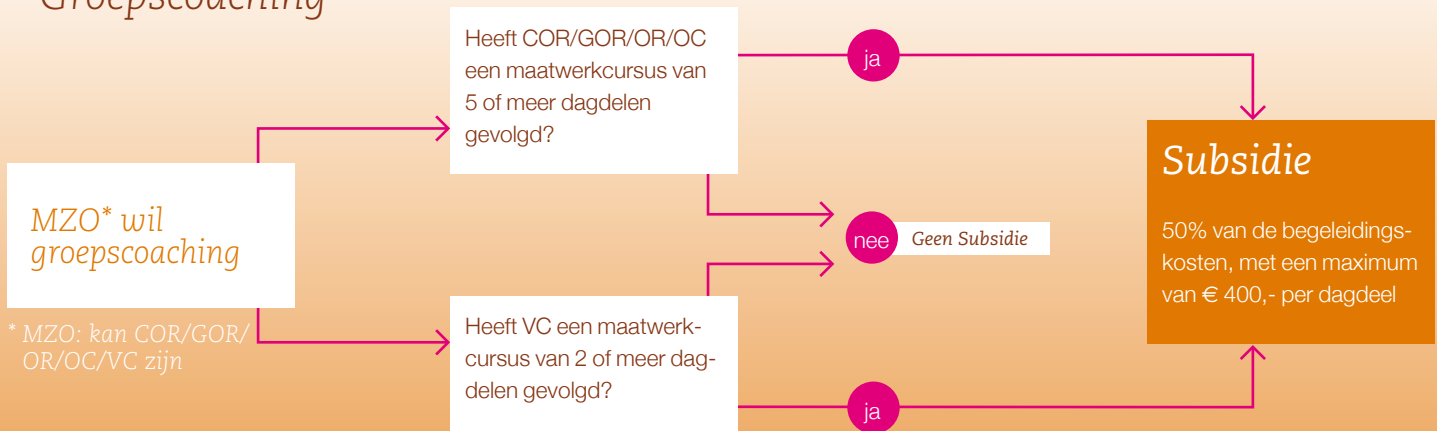 Groepscoaching
Heeft COR/GOR/OR/OC
een maatwerkcursus van
5 of meer dagdelen
gevolgd?
ja
MZO* wil
groepscoaching
* MZO: kan COR/GOR/
OR/OC/VC zijn
nee
Geen Subsidie
Heeft VC een maatwerk-
cursus van 2 of meer dag-
delen gevolgd?
ja
Subsidie
50% van de begeleidings-
kosten, met een maximum
van € 400,- per dagdeel